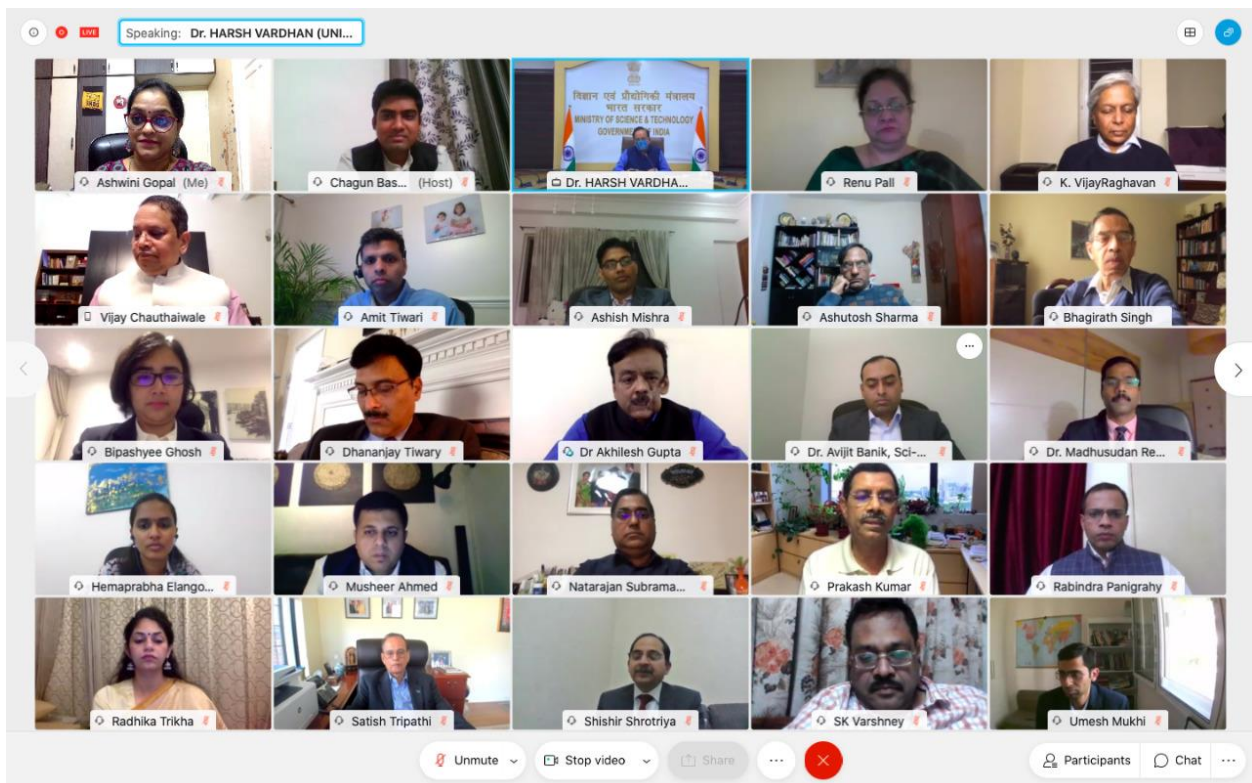 LIVE
Speaking: Dr. HARSH VARDHAN (UNI...
विज्ञान एवं प्रौद्योगिकी मंत्रालय
भारत सरकार
MINISTRY OF SCIENCE & TECHNOLOGY
GOVERNMENT OF INDIA
Ashwini Gopal (Me)
Chagun Bas... (Host)
Dr. HARSH VARDHA...
Renu Pall
K. VijayRaghavan
Vijay Chauthaiwale
Amit Tiwari
Ashish Mishra
Ashutosh Sharma
Bhagirath Singh
Bipashyee Ghosh
Dhananjay Tiwary
Dr Akhilesh Gupta
Dr. Avijit Banik, Sci-...
Dr. Madhusudan Re...
Hemaprabha Elango...
Musheer Ahmed
Natarajan Subrama...
Prakash Kumar
Rabindra Panigrahy
Radhika Trikha
Satish Tripathi
Shishir Shrotriya
SK Varshney
Umesh Mukhi
Unmute
Stop video
Share
Participants
Chat